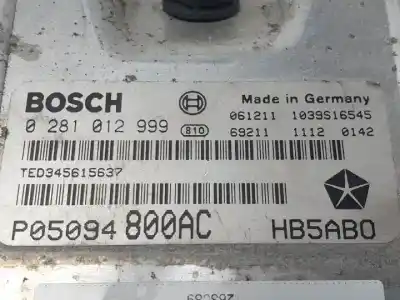 BOSCH
Made in Germany
061211 1039S16545
0 281 012 999 810
69211 1112 0142
TED345615637
P05094 800AC HB5AB0